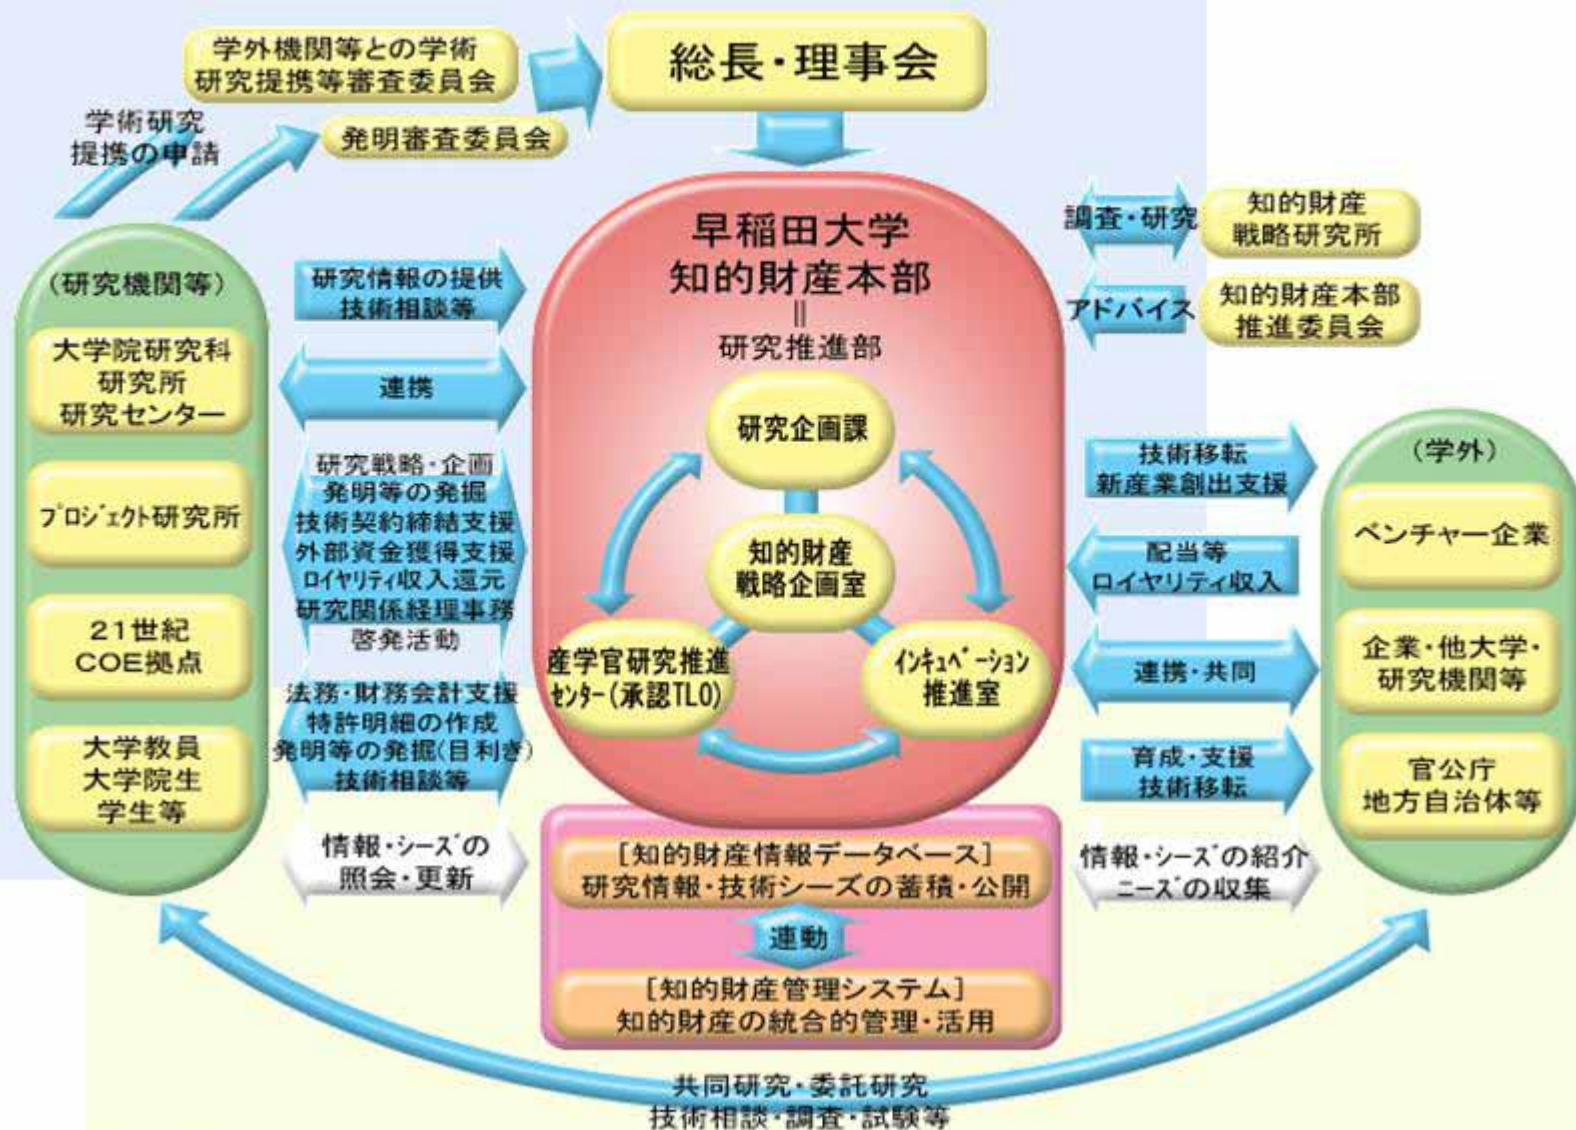 学外機関等との学術
研究提携等審査委員会
総長・理事会
学術研究
提携の申請
発明審査委員会
早稲田大学
知的財産本部
||
研究推進部
調査・研究
知的財産
戦略研究所
アドバイス
知的財産本部
推進委員会
(研究機関等)
大学院研究科
研究所
研究センター
プロジェクト研究所
21世紀
COE拠点
大学教員
大学院生
学生等
研究情報の提供
技術相談等
連携
研究戦略・企画
発明等の発掘
技術契約締結支援
外部資金獲得支援
ロイヤリティ収入還元
研究関係経理事務
啓発活動
法務・財務会計支援
特許明細の作成
発明等の発掘(目利き)
技術相談等
情報・シーズの
照会・更新
研究企画課
知的財産
戦略企画室
産学官研究推進
センター(承認TLO)
インキュベーション
推進室
技術移転
新産業創出支援
配当等
ロイヤリティ収入
連携・共同
育成・支援
技術移転
情報・シーズの紹介
ニーズの収集
(学外)
ベンチャー企業
企業・他大学・
研究機関等
官公庁
地方自治体等
[知的財産情報データベース]
研究情報・技術シーズの蓄積・公開
連動
[知的財産管理システム]
知的財産の統合的管理・活用
共同研究・委託研究
技術相談・調査・試験等